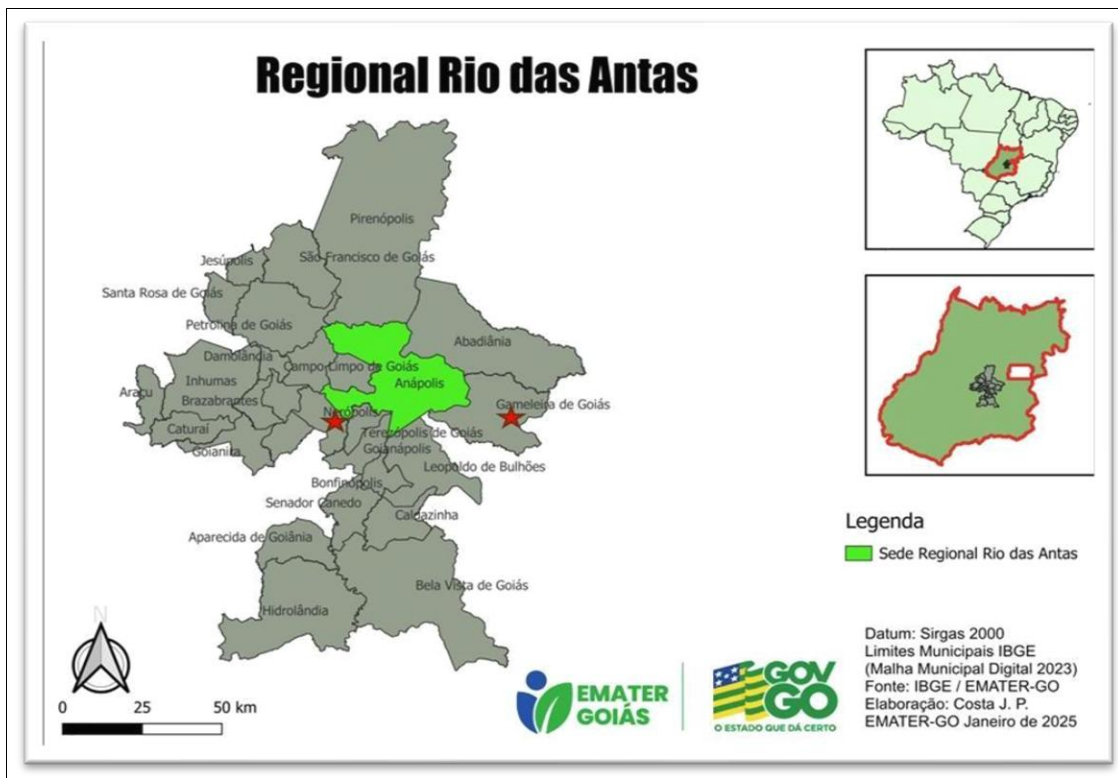 Regional Rio das Antas
Pirenópolis
São Francisco de Goiás
Jesúpolis
Santa Rosa de Goiás
Petrolina de Goiás
Abadiânia
Damolândia
Campo Limpo de Goiás
Inhumas
Anápolis
Araçu
Brazabrantes
Gameleira de Goiás
Nerópolis
Caturaí
Terezópolis de Goiás
Goianira
Goianápolis
Leopoldo de Bulhões
Bonfinópolis
Senador Canedo
Caldazinha
Aparecida de Goiânia
Bela Vista de Goiás
Hidrolândia
N
0 25 50 km
Legenda
Sede Regional Rio das Antas
Datum: Sirgas 2000
Limites Municipais IBGE
(Malha Municipal Digital 2023)
Fonte: IBGE / EMATER-GO
Elaboração: Costa J. P.
EMATER-GO Janeiro de 2025
EMATER
GOIÁS
GOV
GO
O ESTADO QUE DÁ CERTO